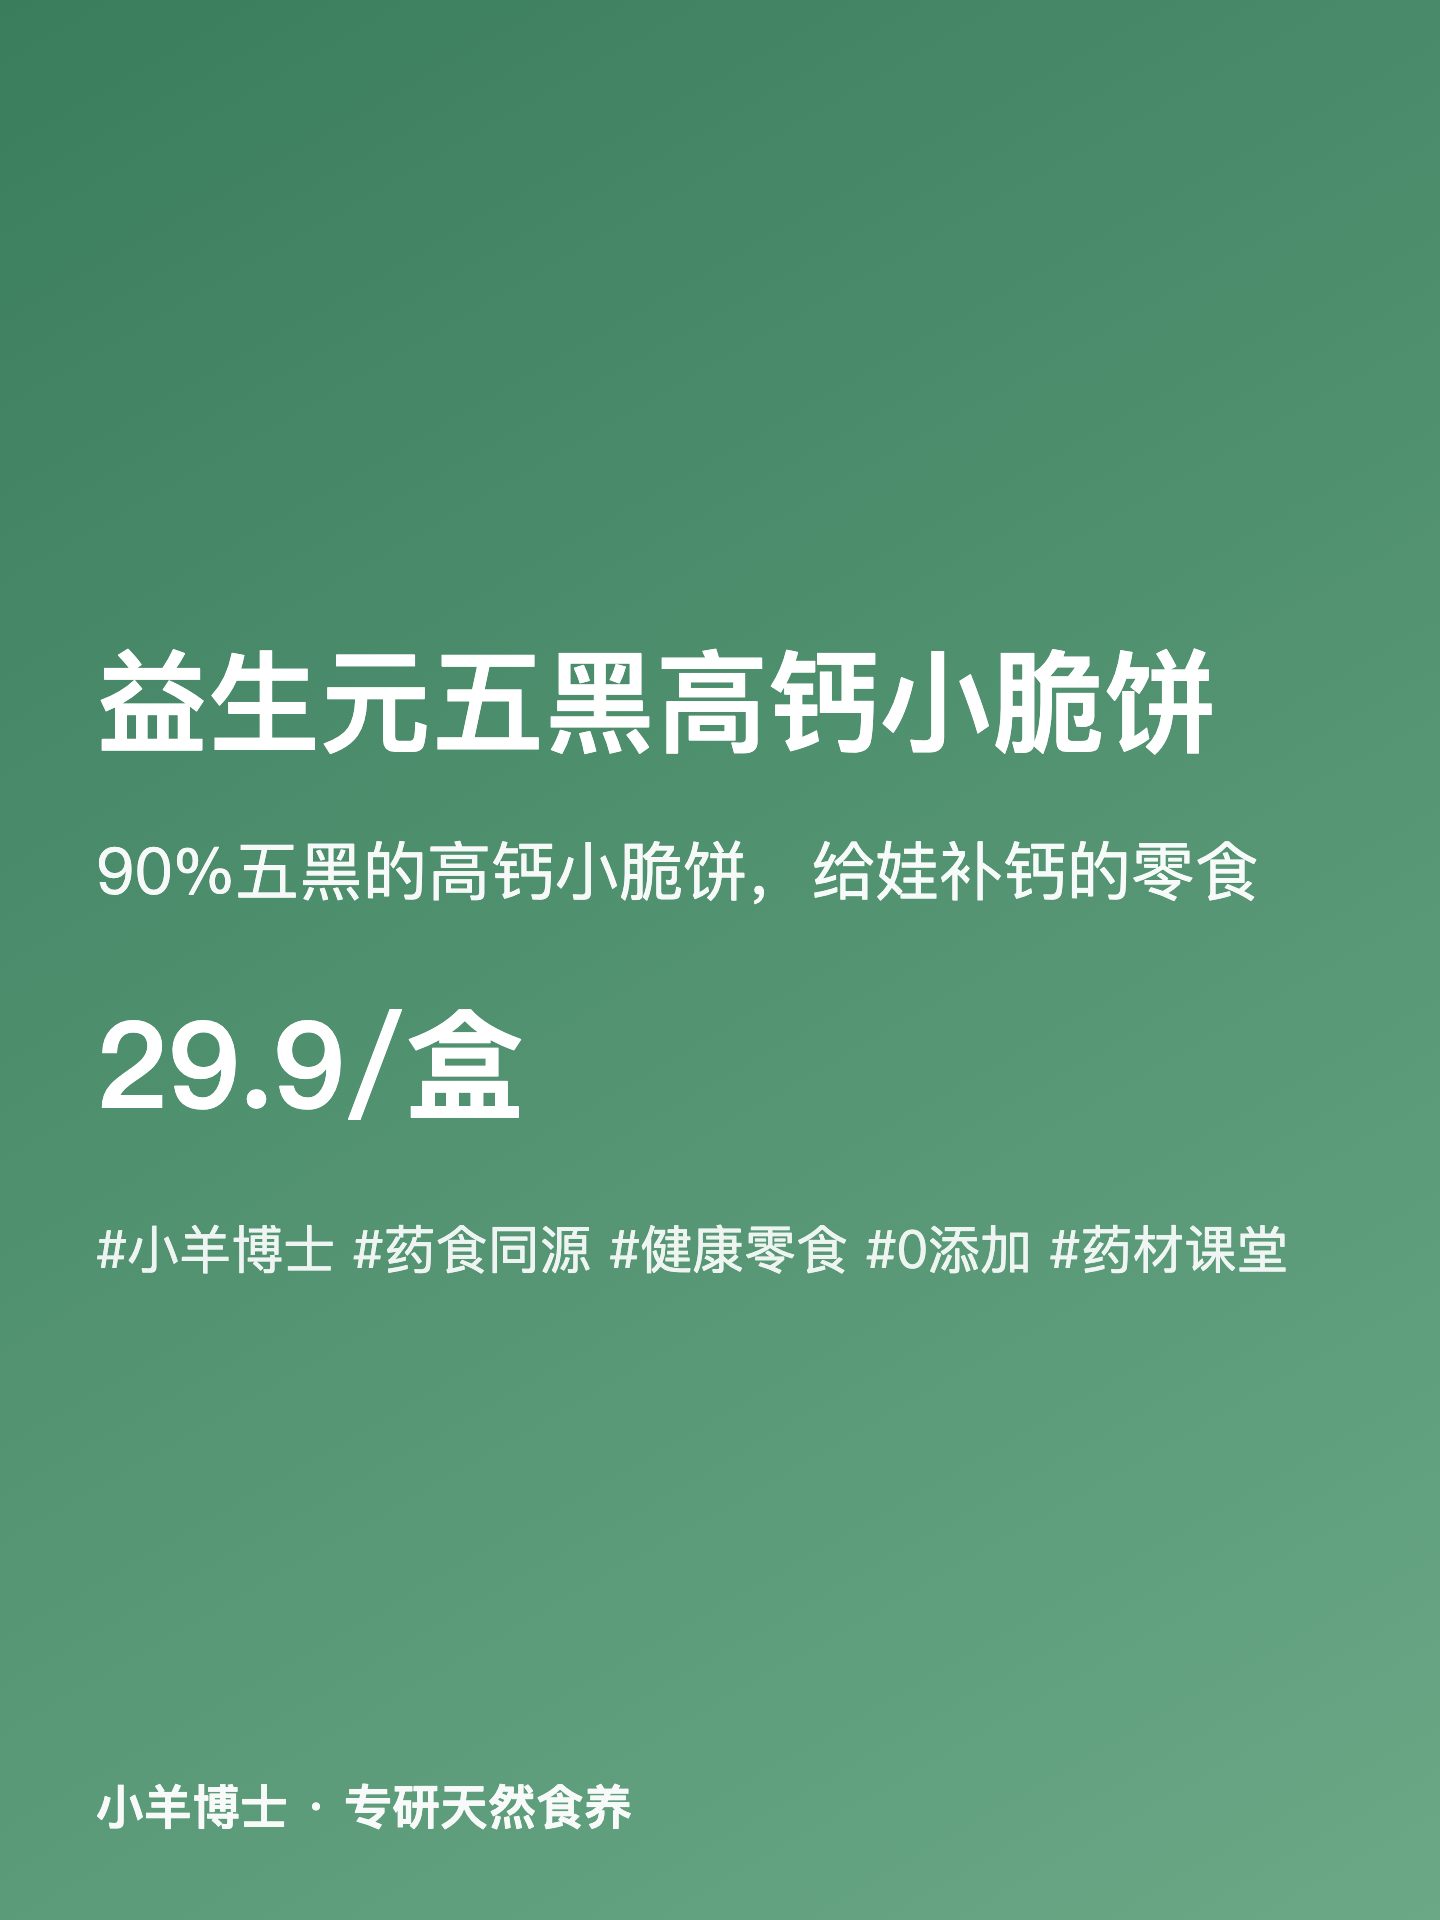 益生元五黑高钙小脆饼
90%五黑的高钙小脆饼，给娃补钙的零食
29.9/盒
#小羊博士 #药食同源 #健康零食 #0添加 #药材课堂
小羊博士 · 专研天然食养